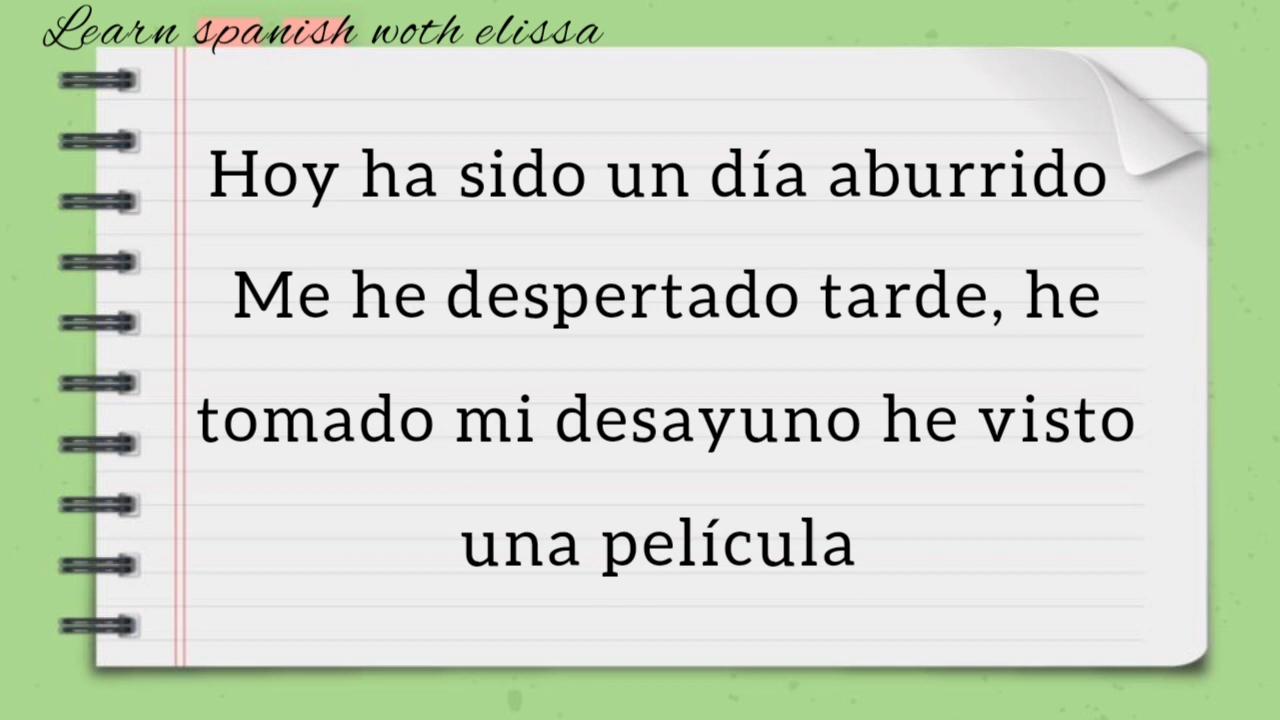 Learn spanish woth elissa
Hoy ha sido un día aburrido
Me he despertado tarde, he
tomado mi desayuno he visto
una película